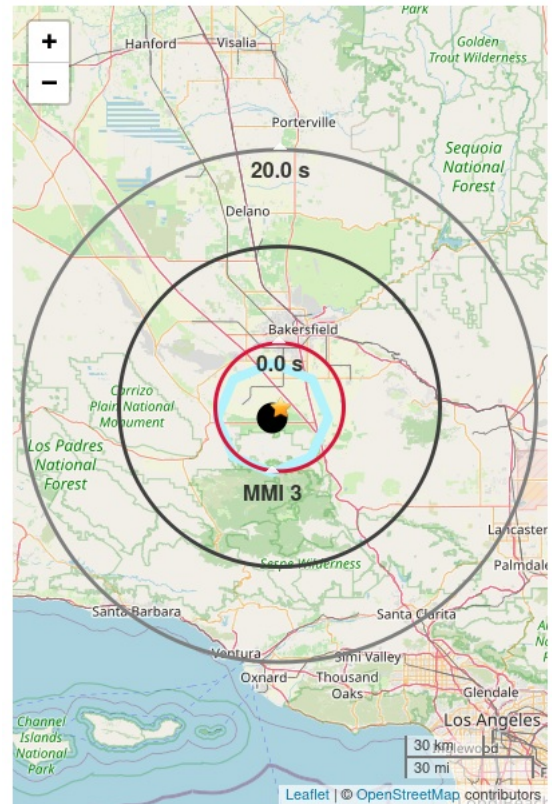 Park
+
−
Hanford
Visalia
Golden
Trout Wilderness
Porterville
Sequoia
National
Forest
20.0 s
Delano
Bakersfield
0.0 s
Carrizo
Plain National
Monument
Los Padres
National
Forest
MMI 3
Lancaster
Sespe Wilderness
Palmdale
Santa Barbara
Santa Clarita
Ventura
Simi Valley
Oxnard
Thousand
Oaks
Glendale
Channel
Islands
National
Park
Los Angeles
30 km
Inglewood
30 mi
Leaflet | © OpenStreetMap contributors